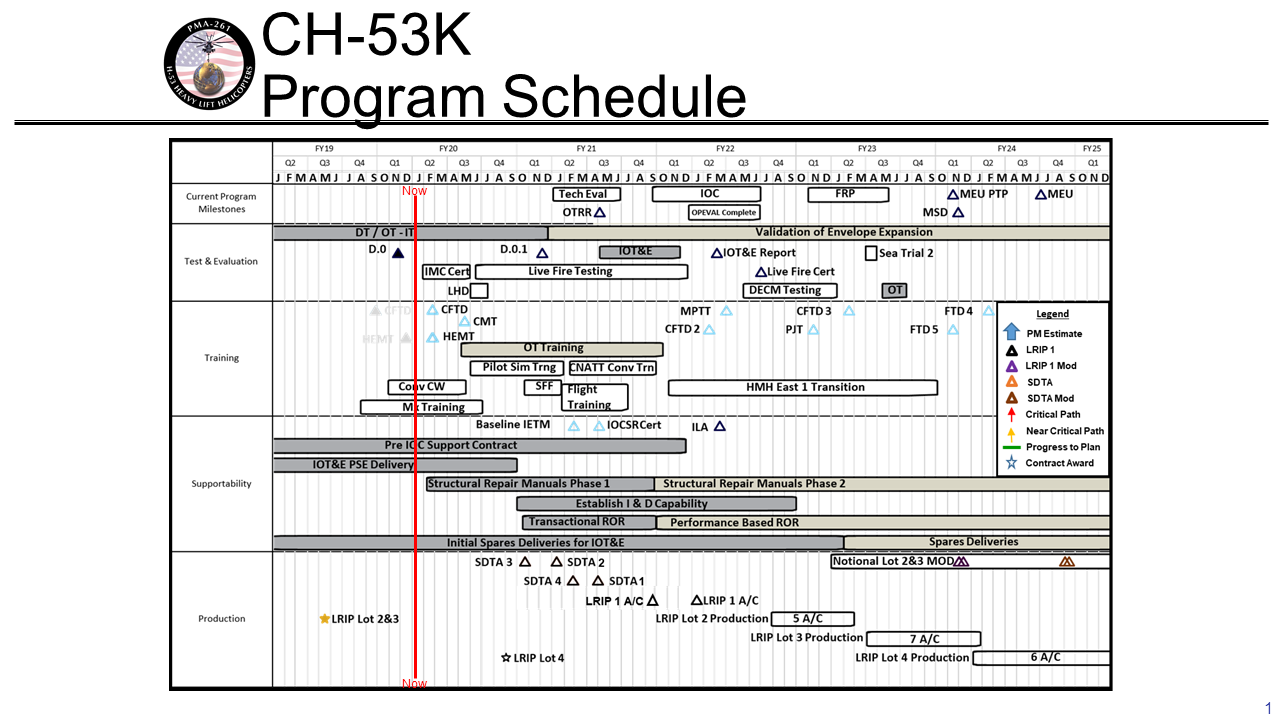 PMA-261
H-53 HEAVY LIFT HELICOPTERS
CH-53K
Program Schedule
FY19 FY20 FY 21 FY22 FY23 FY24 FY25
Q2 Q3 Q4 Q1 Q2 Q3 Q4 Q1 Q2 Q3 Q4 Q1 Q2 Q3 Q4 Q1 Q2 Q3 Q4 Q1 Q2 Q3 Q4 Q1
J F M A M J J A S O N D J F M A M J J A S O N D J F M A M J J A S O N D J F M A M J J A S O N D J F M A M J J A S O N D J F M A M J J A S O N D
Now
Current Program Milestones
Tech Eval IOC FRP MEU PTP MEU
OTRR OPEVAL Complete MSD
Test & Evaluation
DT / OT - IT Validation of Envelope Expansion
D.0 D.0.1 IOT&E IOT&E Report Sea Trial 2
IMC Cert Live Fire Testing Live Fire Cert
LHD DECM Testing OT
Training
CFTD CFTD MPTT CFTD 3 FTD 4
CMT CFTD 2 PJT FTD 5
HEMT HEMT
OT Training
Pilot Sim Trng CNATT Conv Trn
Conv CW SFF Flight Training HMH East 1 Transition
Mx Training
Legend
PM Estimate
LRIP 1
LRIP 1 Mod
SDTA
SDTA Mod
Critical Path
Near Critical Path
Progress to Plan
Contract Award
Supportability
Baseline IETM IOCSR Cert ILA
Pre IOC Support Contract
IOT&E PSE Delivery
Structural Repair Manuals Phase 1 Structural Repair Manuals Phase 2
Establish I & D Capability
Transactional ROR Performance Based ROR
Initial Spares Deliveries for IOT&E Spares Deliveries
Production
SDTA 3 SDTA 2 Notional Lot 2&3 MOD
SDTA 4 SDTA1
LRIP 1 A/C LRIP 1 A/C
LRIP Lot 2&3 LRIP Lot 2 Production 5 A/C
LRIP Lot 3 Production 7 A/C
LRIP Lot 4 LRIP Lot 4 Production 6 A/C
Now
1